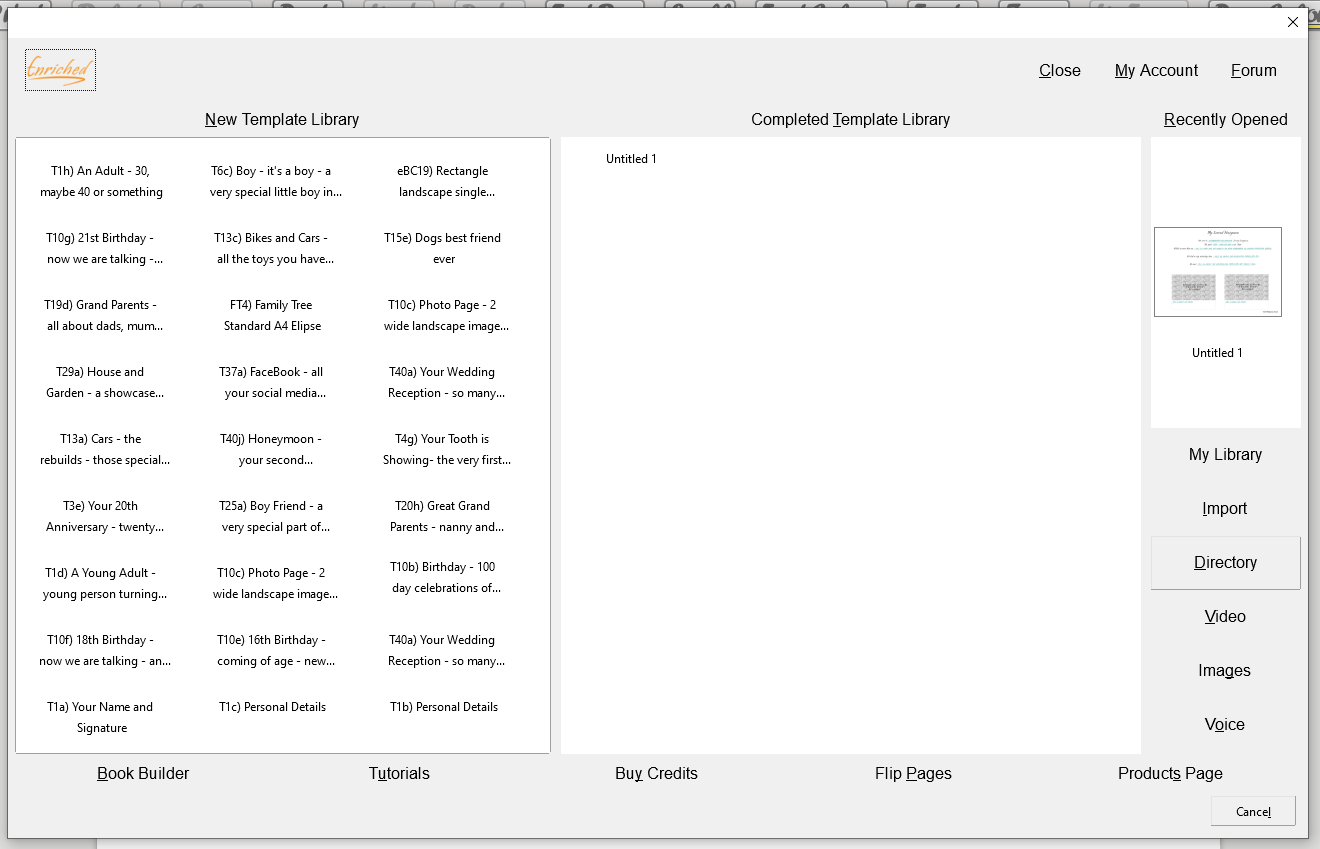 Enriched
Close My Account Forum
New Template Library
Completed Template Library
Recently Opened
T1h) An Adult - 30,
maybe 40 or something
T6c) Boy - it's a boy - a
very special little boy in...
eBC19) Rectangle
landscape single...
T10g) 21st Birthday -
now we are talking -...
T13c) Bikes and Cars -
all the toys you have...
T15e) Dogs best friend
ever
T19d) Grand Parents -
all about dads, mum...
FT4) Family Tree
Standard A4 Elipse
T10c) Photo Page - 2
wide landscape image...
T29a) House and
Garden - a showcase...
T37a) FaceBook - all
your social media...
T40a) Your Wedding
Reception - so many...
T13a) Cars - the
rebuilds - those special...
T40j) Honeymoon -
your second...
T4g) Your Tooth is
Showing- the very first...
T3e) Your 20th
Anniversary - twenty...
T25a) Boy Friend - a
very special part of...
T20h) Great Grand
Parents - nanny and...
T1d) A Young Adult -
young person turning...
T10c) Photo Page - 2
wide landscape image...
T10b) Birthday - 100
day celebrations of...
T10f) 18th Birthday -
now we are talking - an...
T10e) 16th Birthday -
coming of age - new...
T40a) Your Wedding
Reception - so many...
T1a) Your Name and
Signature
T1c) Personal Details
T1b) Personal Details
Untitled 1
Untitled 1
My Library
Import
Directory
Video
Images
Voice
Book Builder
Tutorials
Buy Credits
Flip Pages
Products Page
Cancel